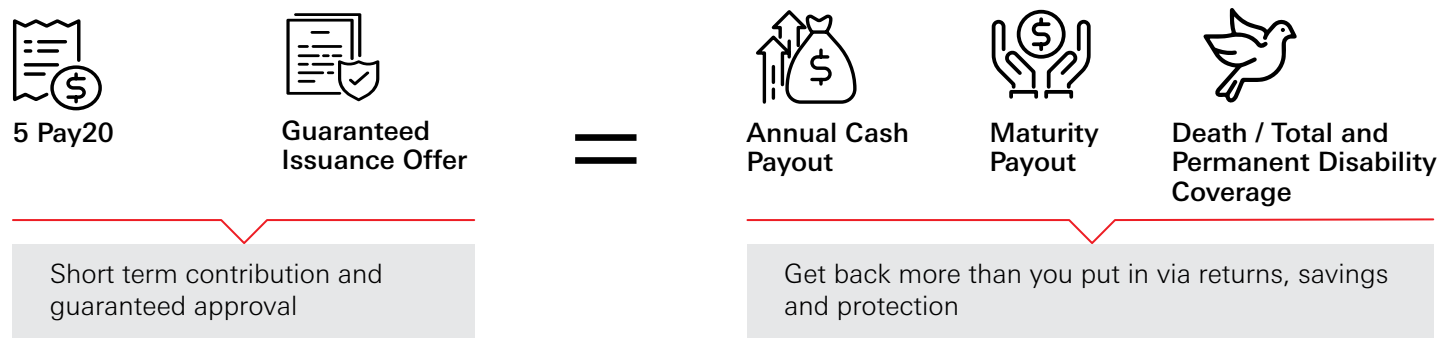 5 Pay20
Guaranteed
Issuance Offer
=
Annual Cash
Payout
Maturity
Payout
Death / Total and
Permanent Disability
Coverage
Short term contribution and
guaranteed approval
Get back more than you put in via returns, savings
and protection